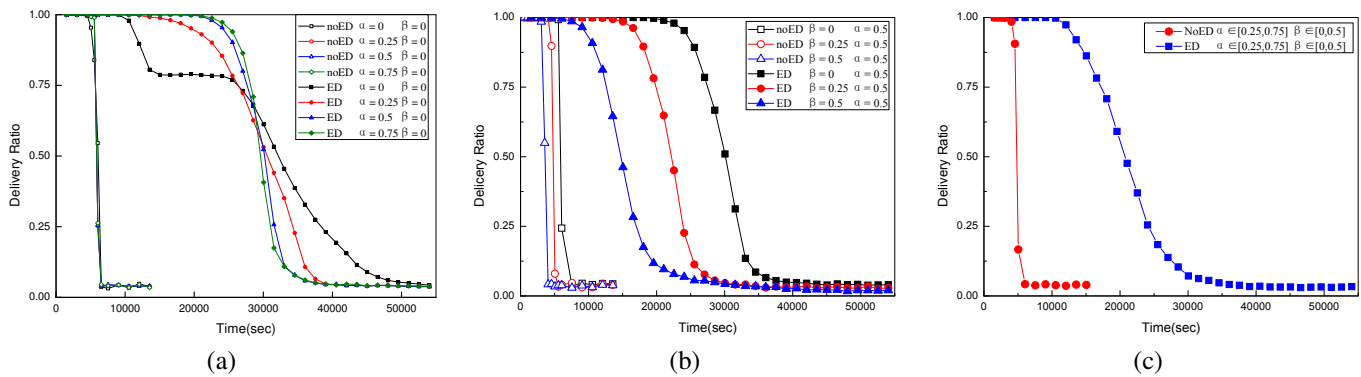 1.00
0.75
0.50
0.25
0.00
0 10000 20000 30000 40000 50000
Delivery Ratio
Time(sec)
noED α = 0 β = 0
noED α = 0.25 β = 0
noED α = 0.5 β = 0
noED α = 0.75 β = 0
ED α = 0 β = 0
ED α = 0.25 β = 0
ED α = 0.5 β = 0
ED α = 0.75 β = 0
(a)
1.00
0.75
0.50
0.25
0.00
0 10000 20000 30000 40000 50000
Delicery Ratio
Time(sec)
noED β = 0 α = 0.5
noED β = 0.25 α = 0.5
noED β = 0.5 α = 0.5
ED β = 0 α = 0.5
ED β = 0.25 α = 0.5
ED β = 0.5 α = 0.5
(b)
1.00
0.75
0.50
0.25
0.00
0 10000 20000 30000 40000 50000
Delivery Ratio
Time(sec)
NoED α∈[0.25,0.75] β∈[0,0.5]
ED α∈[0.25,0.75] β∈[0,0.5]
(c)